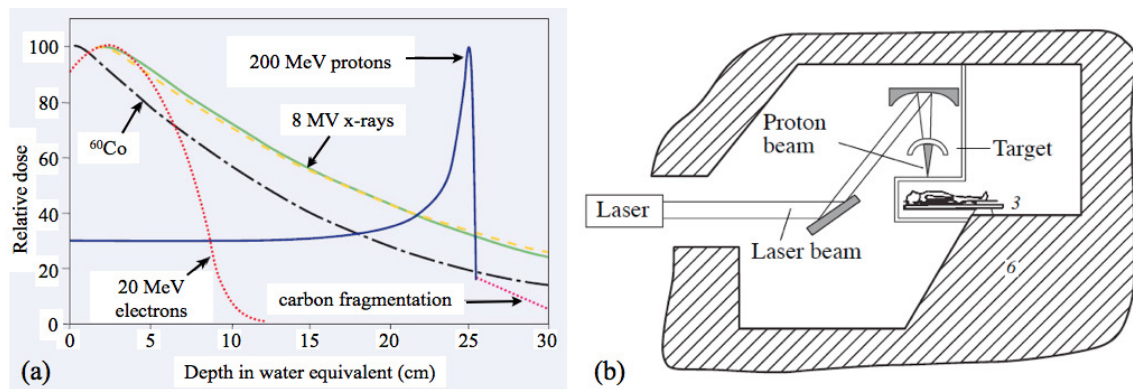 100
80
60
40
20
0
Relative dose
200 MeV protons
8 MV x-rays
60Co
20 MeV
electrons
carbon fragmentation
0
5
10
15
20
25
30
Depth in water equivalent (cm)
(a)
Proton
beam
Target
Laser
Laser beam
3
6
(b)